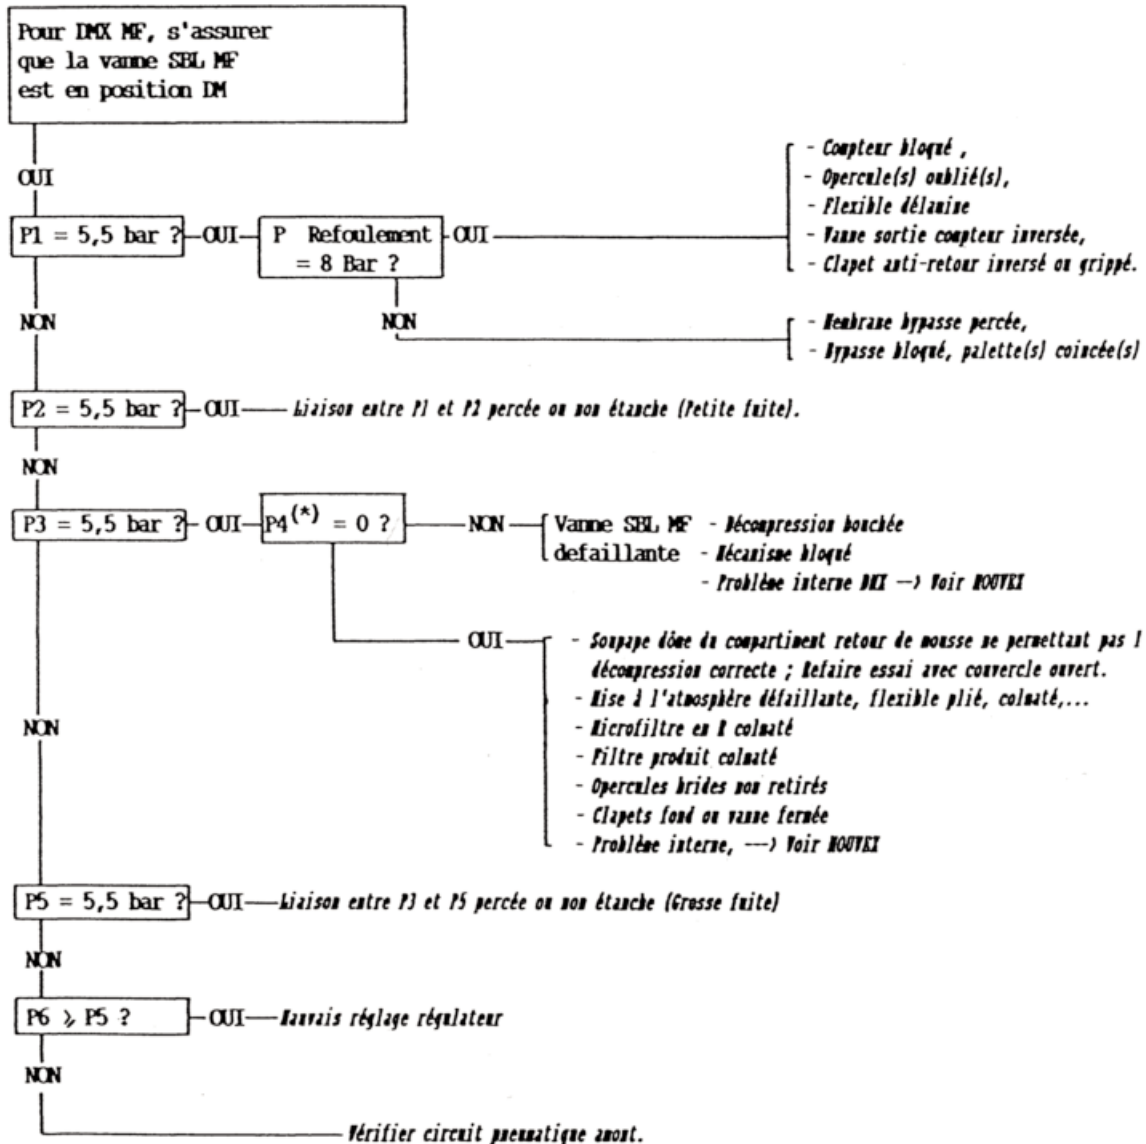 Pour DMX MF, s'assurer
que la vanne SBL MF
est en position DM
OUI
P1 = 5,5 bar ? OUI P Refoulement
= 8 Bar ? OUI
- Compteur bloqué ,
- Opercule(s) oublié(s),
- Flexible délaminé
- Vanne sortie compteur inversée,
- Clapet anti-retour inversé ou grippé.
NON
NON
- Membrane bypasse percée,
- Bypasse bloqué, palette(s) coincée(s)
P2 = 5,5 bar ? OUI Liaison entre P1 et P2 percée ou non étanche (Petite fuite).
NON
P3 = 5,5 bar ? OUI P4(*) = 0 ? NON Vanne SBL MF - Décompression bouchée
defaillante - Mécanisme bloqué
- Problème interne DMX --> Voir MOUVEX
OUI - Soupape dôme du compartiment retour de mousse ne permettant pas l
décompression correcte ; Refaire essai avec couvercle ouvert.
- Mise à l'atmosphère défaillante, flexible plié, colmaté,...
- Microfiltre en R colmaté
- Filtre produit colmaté
- Opercules brides non retirés
- Clapets fond ou vanne fermée
- Problème interne, ---> Voir MOUVEX
NON
P5 = 5,5 bar ? OUI Liaison entre P3 et P5 percée ou non étanche (Grosse fuite)
NON
P6 ⩾ P5 ? OUI Mauvais réglage régulateur
NON
Vérifier circuit pneumatique amont.